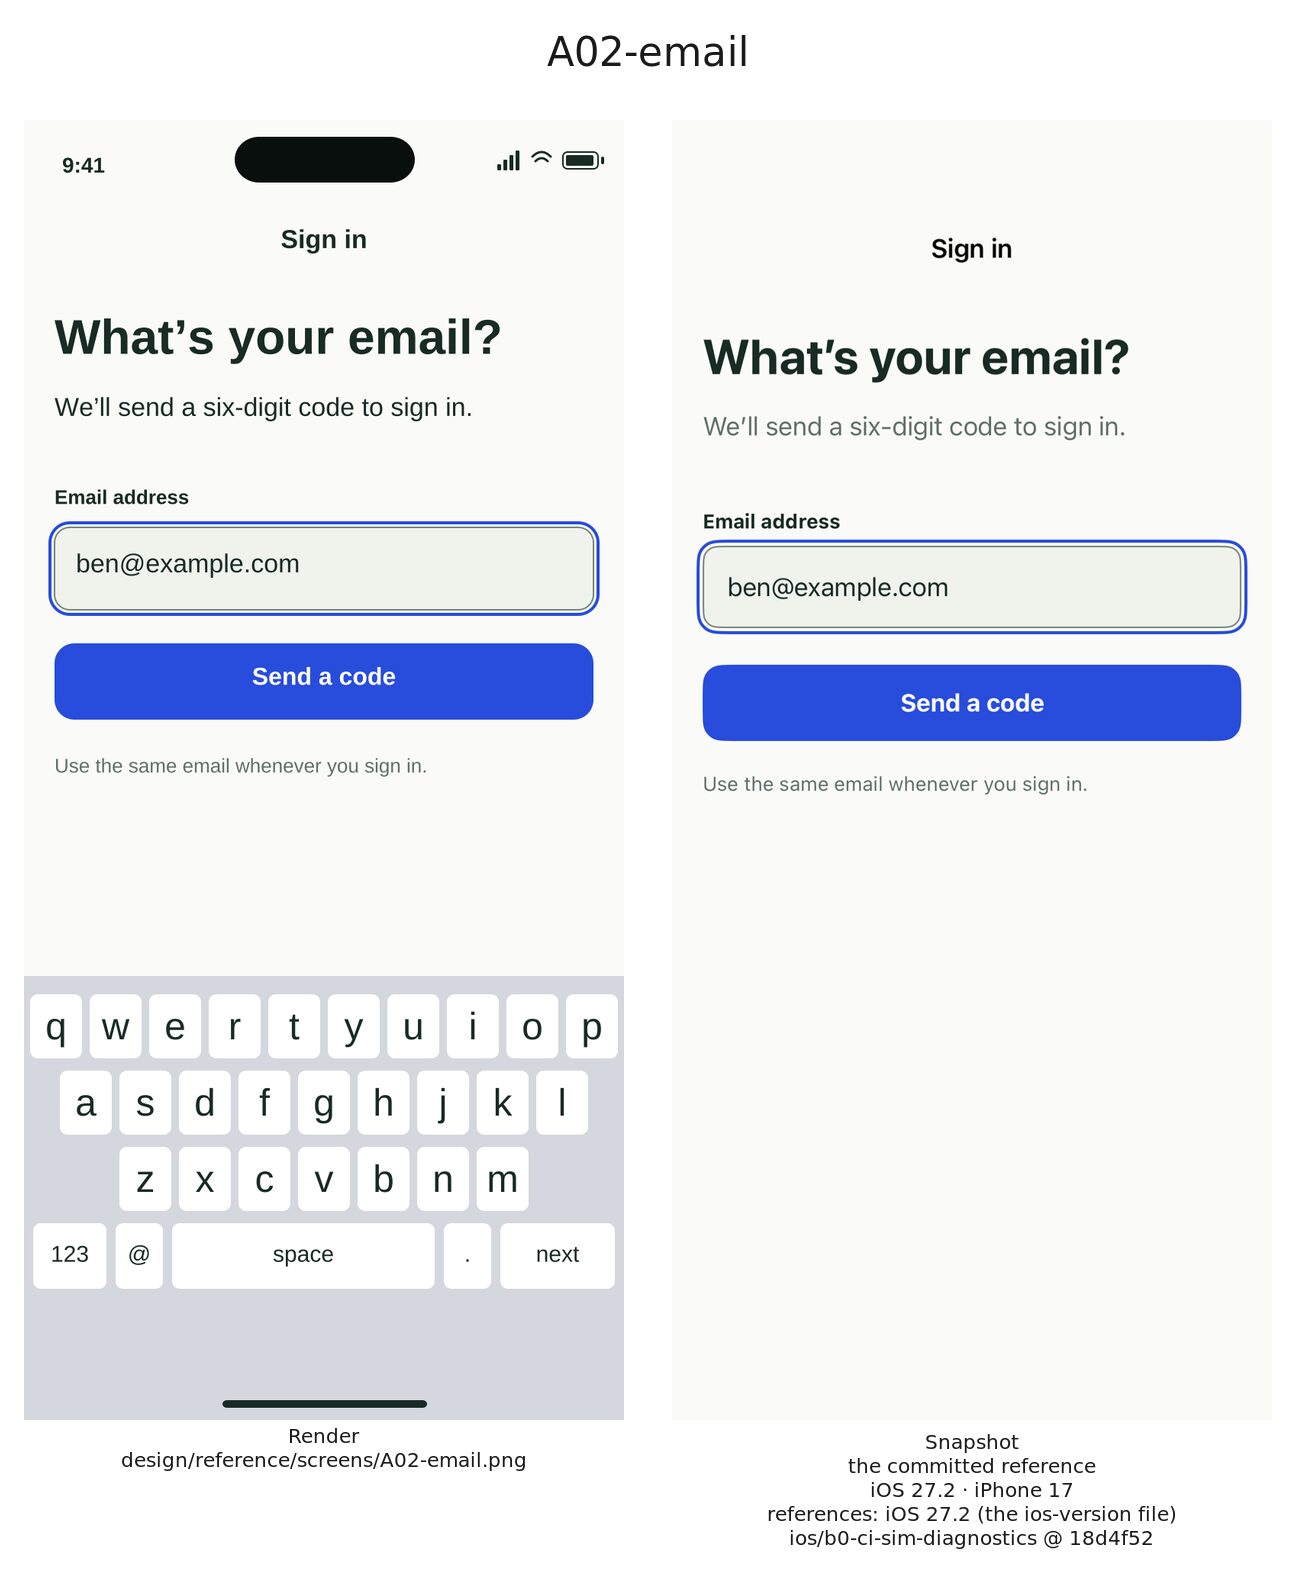 A02-email
9:41
Sign in
What’s your email?
We’ll send a six-digit code to sign in.
Email address
ben@example.com
Send a code
Use the same email whenever you sign in.
q w e r t y u i o p
a s d f g h j k l
z x c v b n m
123 @ space . next
Render
design/reference/screens/A02-email.png
Sign in
What’s your email?
We’ll send a six-digit code to sign in.
Email address
ben@example.com
Send a code
Use the same email whenever you sign in.
Snapshot
the committed reference
iOS 27.2 · iPhone 17
references: iOS 27.2 (the ios-version file)
ios/b0-ci-sim-diagnostics @ 18d4f52